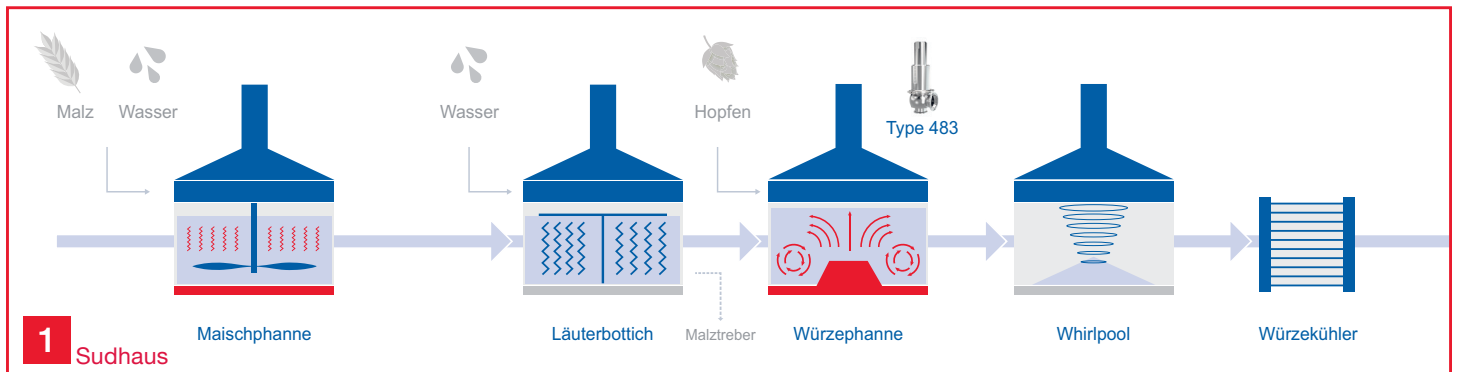 Malz
Wasser
Wasser
Hopfen
Type 483
Maischphanne
Läuterbottich
Malztreber
Würzephanne
Whirlpool
Würzekühler
1
Sudhaus